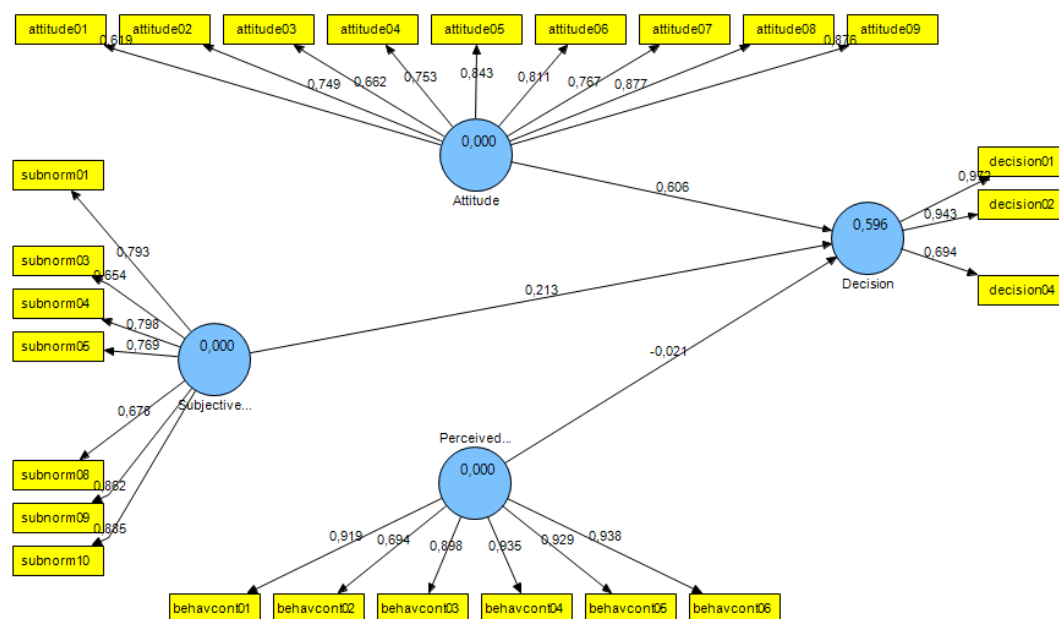 attitude01
attitude02
attitude03
attitude04
attitude05
attitude06
attitude07
attitude08
attitude09
0,619
0,749
0,662
0,753
0,843
0,811
0,767
0,877
0,876
0,000
Attitude
subnorm01
subnorm03
subnorm04
subnorm05
subnorm08
subnorm09
subnorm10
0,793
0,654
0,798
0,769
0,678
0,862
0,885
0,000
Subjective...
0,606
0,213
-0,021
0,596
Decision
0,972
0,943
0,694
decision01
decision02
decision04
Perceived...
0,000
0,919
0,694
0,898
0,935
0,929
0,938
behavcont01
behavcont02
behavcont03
behavcont04
behavcont05
behavcont06